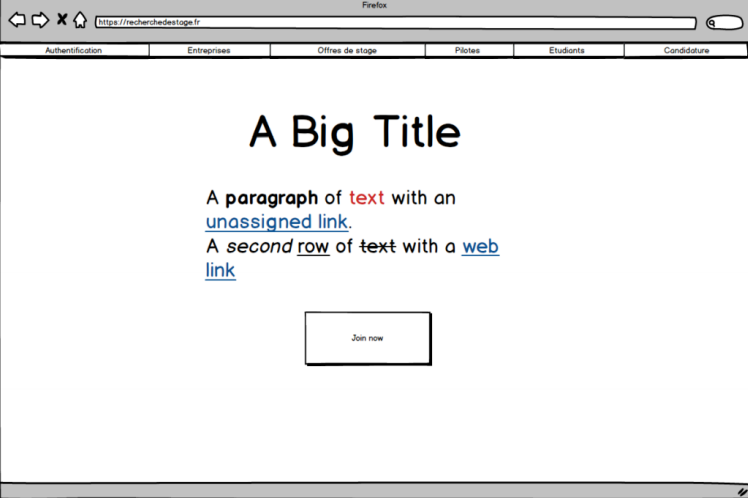 Firefox
https://recherchedestage.fr
Authentification Entreprises Offres de stage Pilotes Etudiants Candidature
A Big Title
A paragraph of text with an
unassigned link.
A second row of text with a web
link
Join now